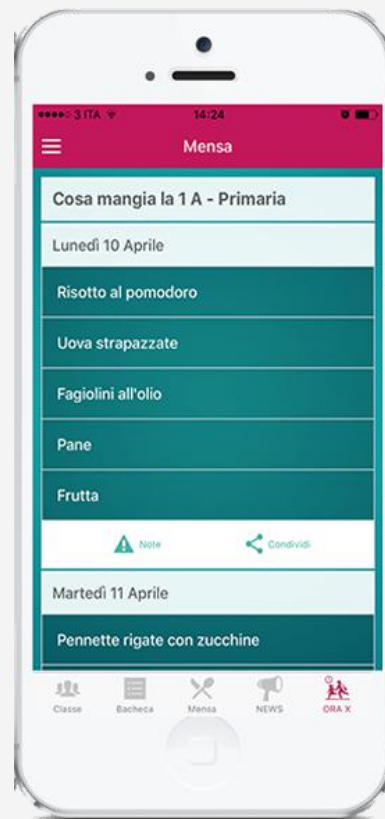 3 ITA 14:24
Mensa
Cosa mangia la 1 A - Primaria
Lunedì 10 Aprile
Risotto al pomodoro
Uova strapazzate
Fagiolini all'olio
Pane
Frutta
Note Condividi
Martedì 11 Aprile
Pennette rigate con zucchine
Classe Bacheca Mensa NEWS ORA X